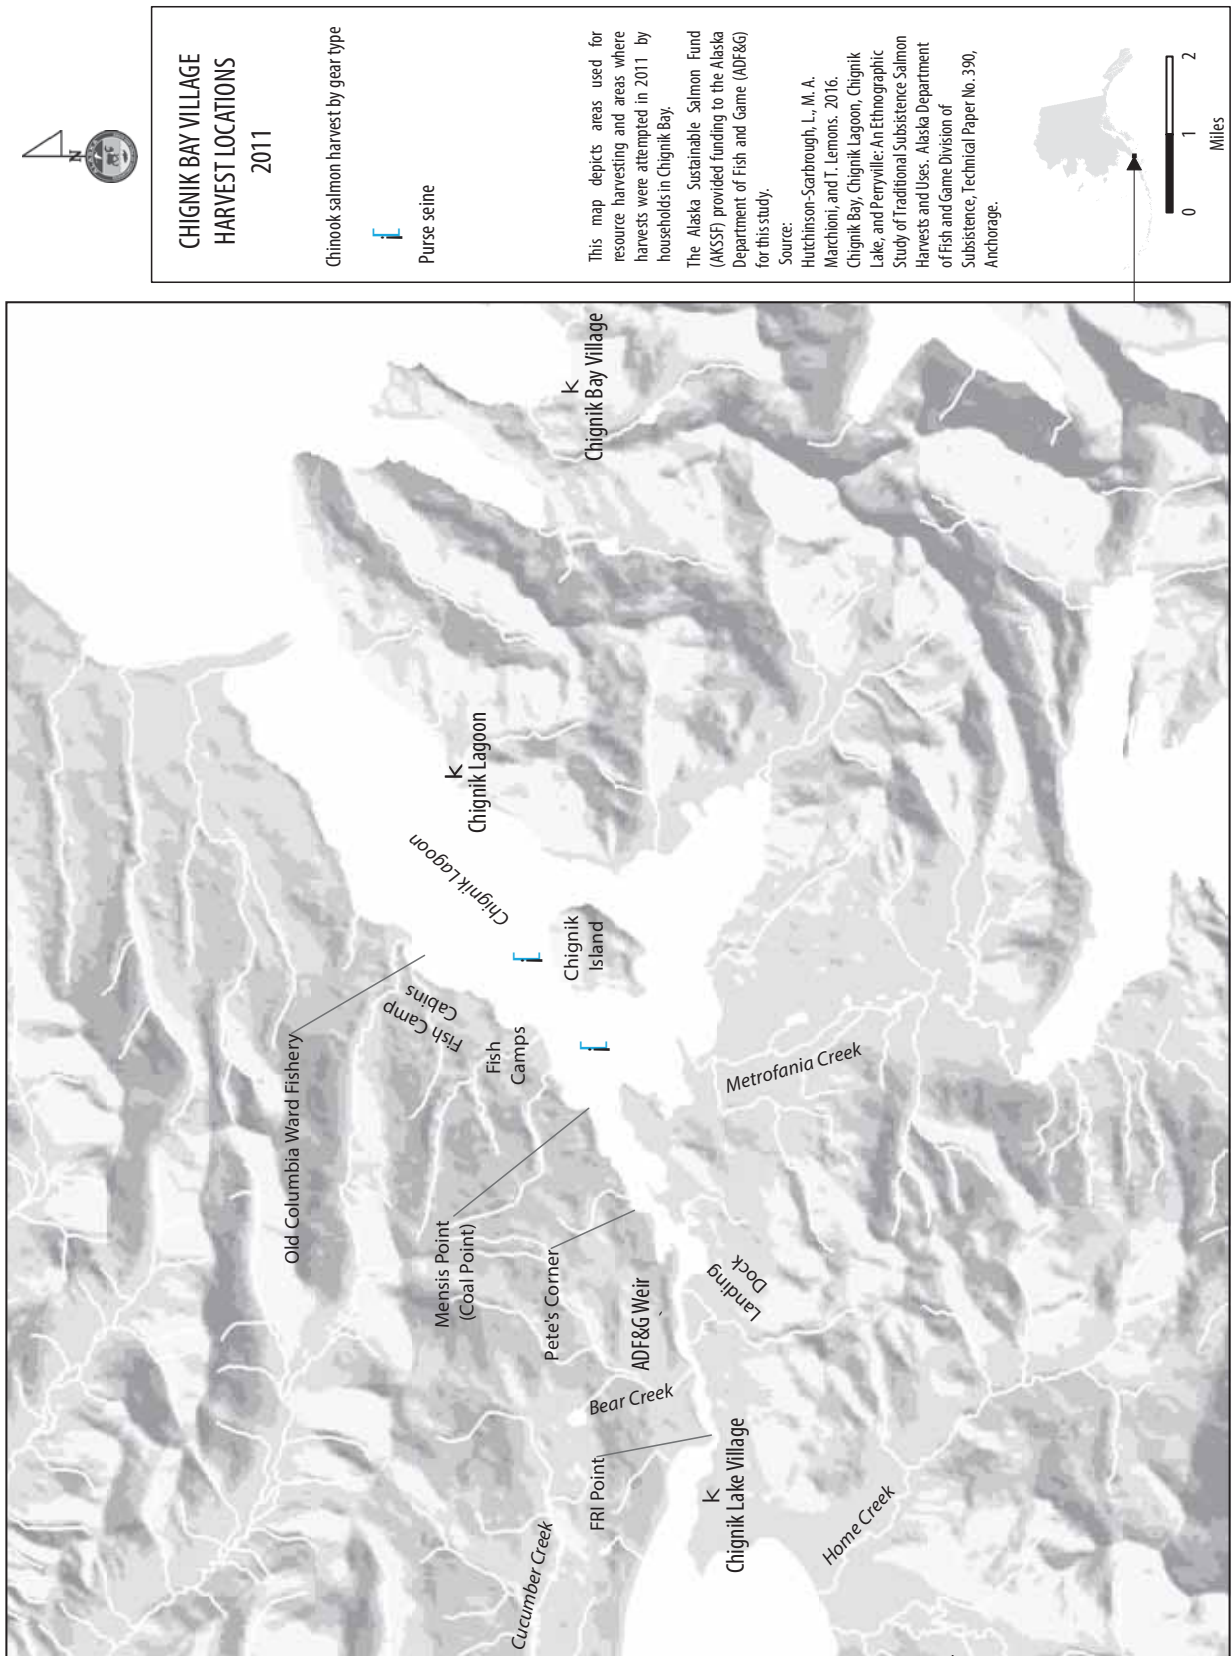 CHIGNIK BAY VILLAGE
HARVEST LOCATIONS
2011
N
Chinook salmon harvest by gear type
Purse seine
This map depicts areas used for
resource harvesting and areas where
harvests were attempted in 2011 by
households in Chignik Bay.
The Alaska Sustainable Salmon Fund
(AKSSF) provided funding to the Alaska
Department of Fish and Game (ADF&G)
for this study.
Source:
Hutchinson-Scarbrough, L., M. A.
Marchioni, and T. Lemons. 2016.
Chignik Bay, Chignik Lagoon, Chignik
Lake, and Perryville: An Ethnographic
Study of Traditional Subsistence Salmon
Harvests and Uses. Alaska Department
of Fish and Game Division of
Subsistence, Technical Paper No. 390,
Anchorage.
0 1 2
Miles
Old Columbia Ward Fishery
Fish Camp
Cabins
Fish
Camps
Mensis Point
(Coal Point)
Pete's Corner
ADF&G Weir
Bear Creek
FRI Point
Cucumber Creek
k
Chignik Lake Village
Home Creek
Landing
Dock
Metrofania Creek
Chignik
Island
Chignik Lagoon
k
Chignik Lagoon
k
Chignik Bay Village